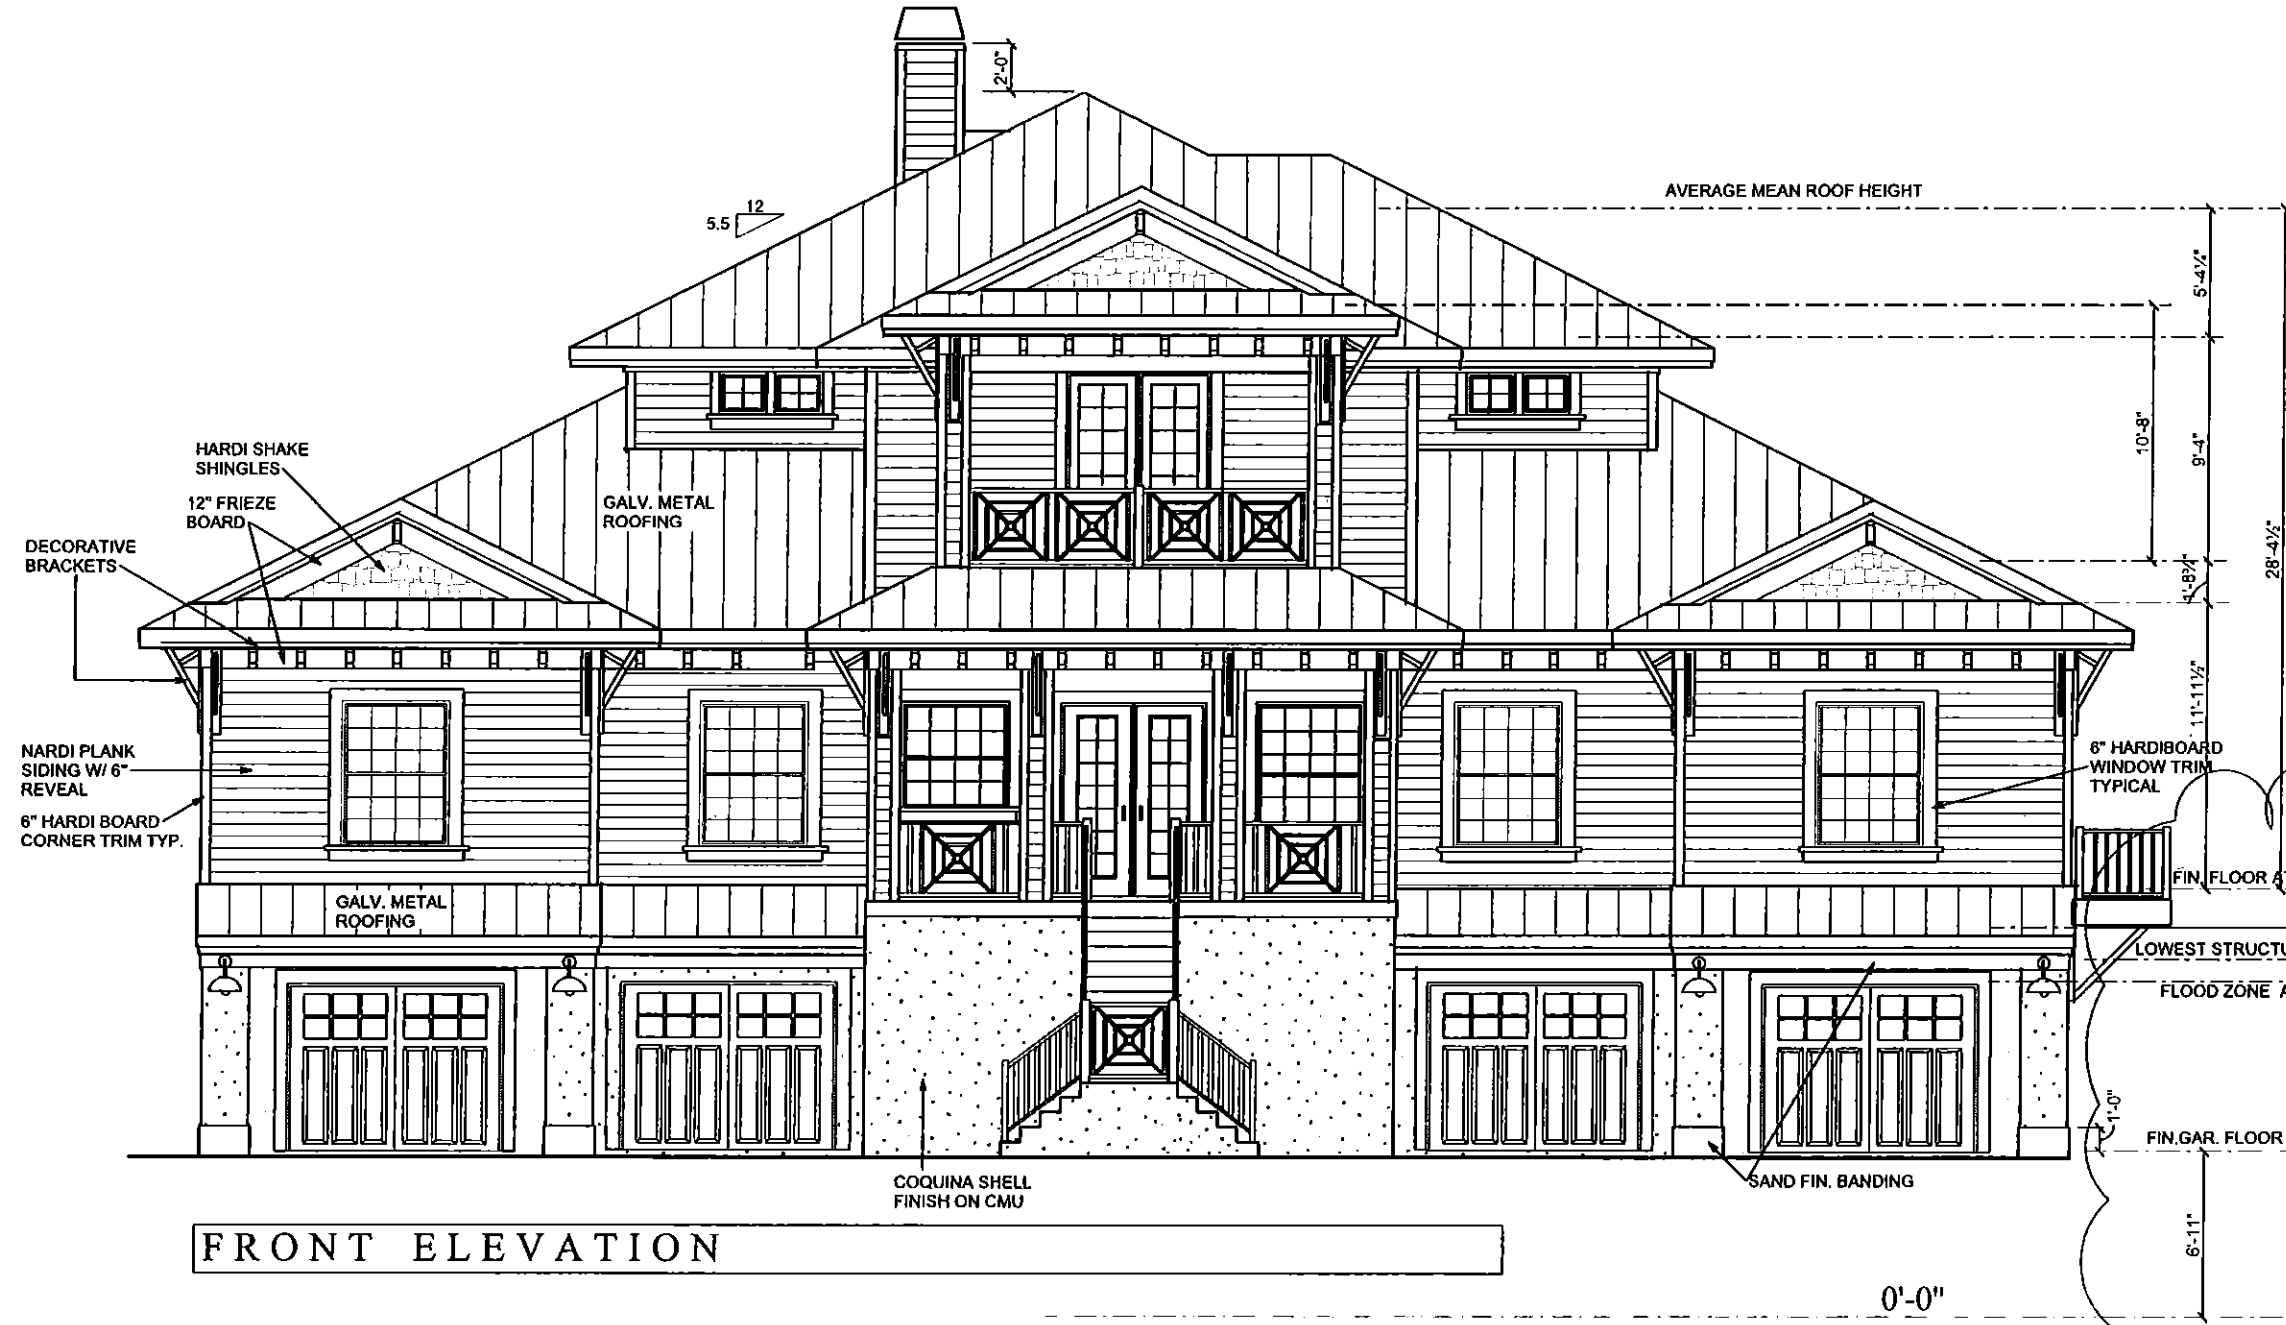 2'-0"
AVERAGE MEAN ROOF HEIGHT
12
5.5
5'-4½"
10'-8"
9'-4"
28'-4½"
1'-8½"
11'-11½"
HARDI SHAKE
SHINGLES
12" FRIEZE
BOARD
DECORATIVE
BRACKETS
GALV. METAL
ROOFING
NARDI PLANK
SIDING W/ 6"
REVEAL
6" HARDI BOARD
CORNER TRIM TYP.
6" HARDIBOARD
WINDOW TRIM
TYPICAL
GALV. METAL
ROOFING
FIN. FLOOR
LOWEST
FLOOD ZONE
1'-0"
FIN.GAR. FLOOR
COQUINA SHELL
FINISH ON CMU
SAND FIN. BANDING
6'-11"
FRONT ELEVATION
0'-0"